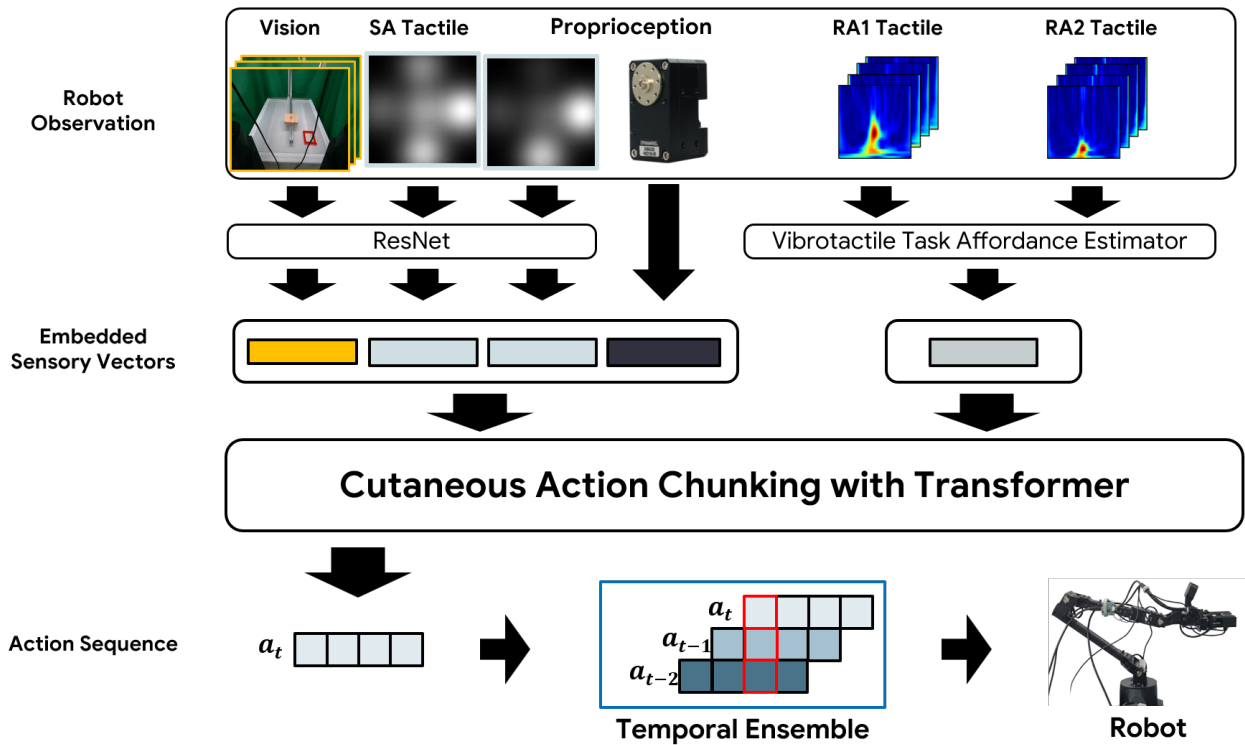 Vision
SA Tactile
Proprioception
RA1 Tactile
RA2 Tactile
Robot
Observation
ResNet
Vibrotactile Task Affordance Estimator
Embedded
Sensory Vectors
Cutaneous Action Chunking with Transformer
Action Sequence
a_t
a_t
a_{t-1}
a_{t-2}
Temporal Ensemble
Robot